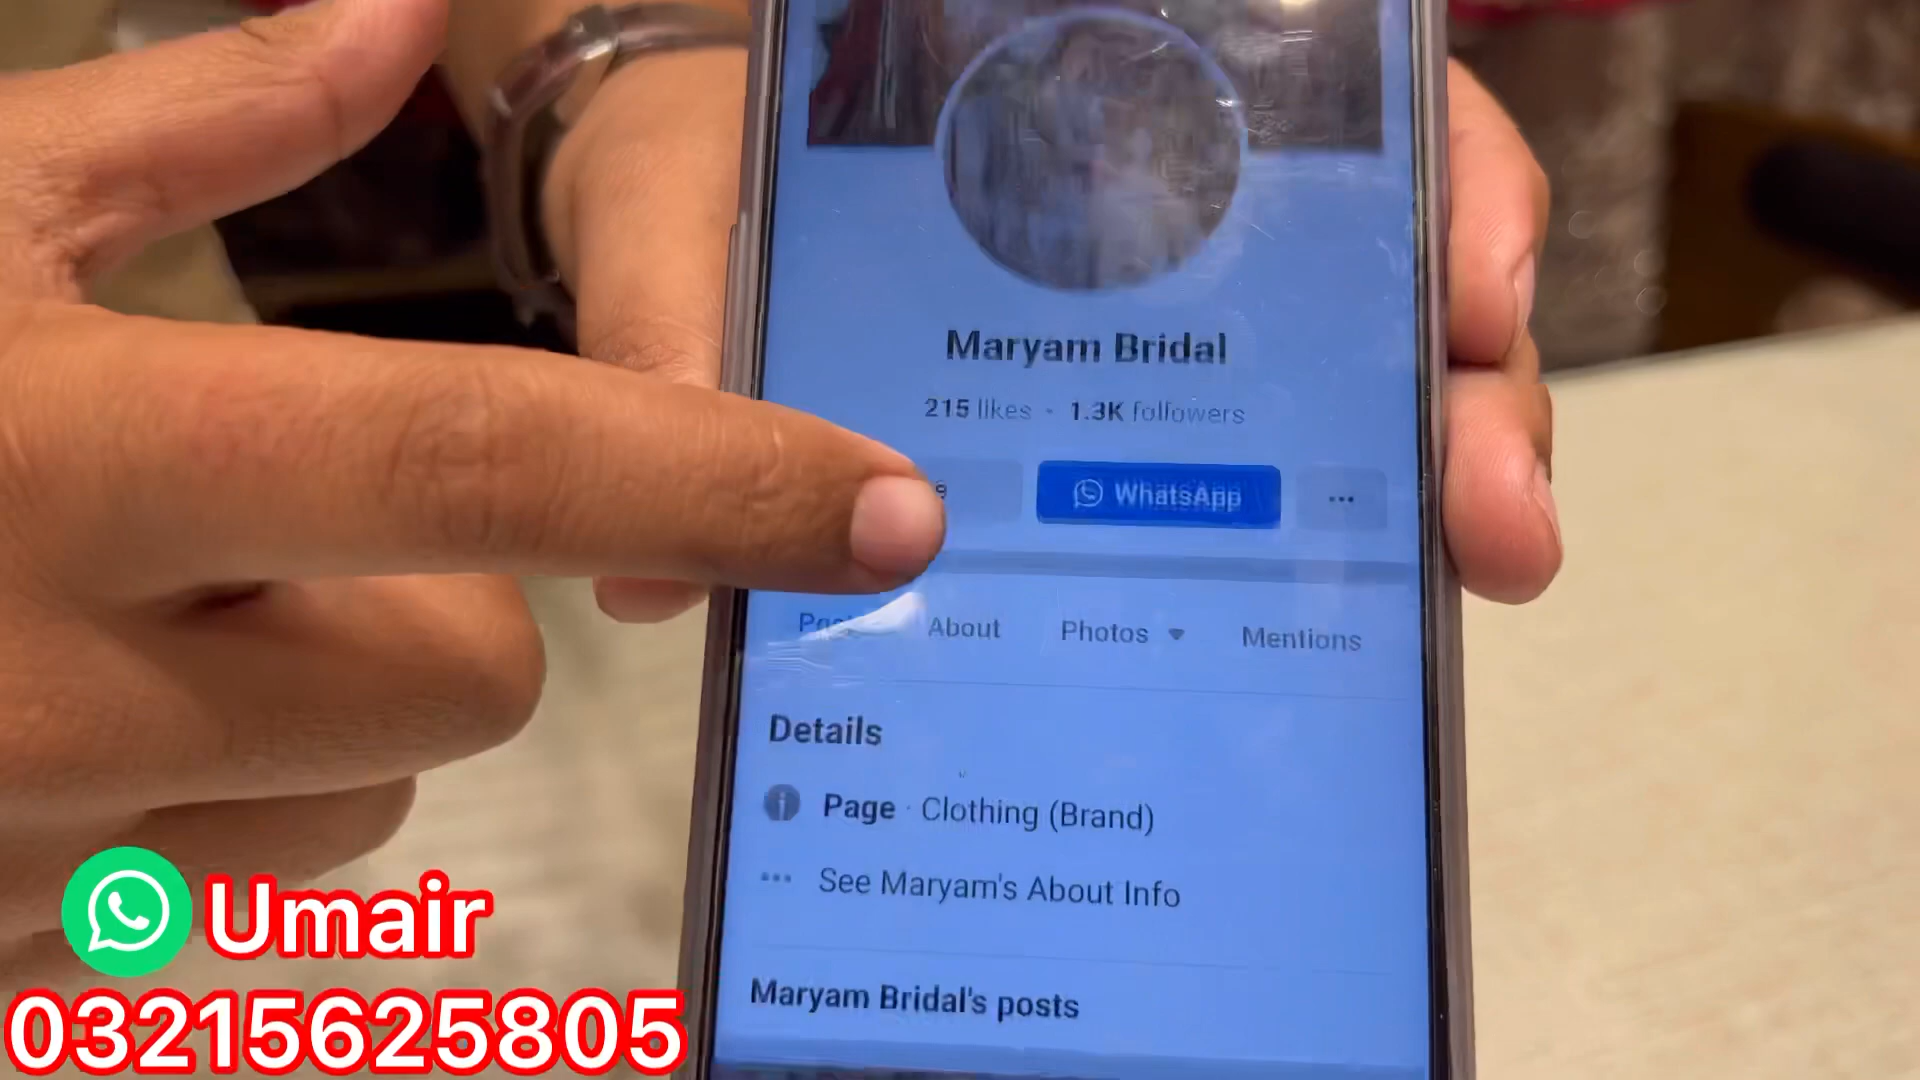 Maryam Bridal
215 likes · 1.3K followers
WhatsApp
About Photos Mentions
Details
Page · Clothing (Brand)
See Maryam's About Info
Maryam Bridal's posts
Umair
03215625805